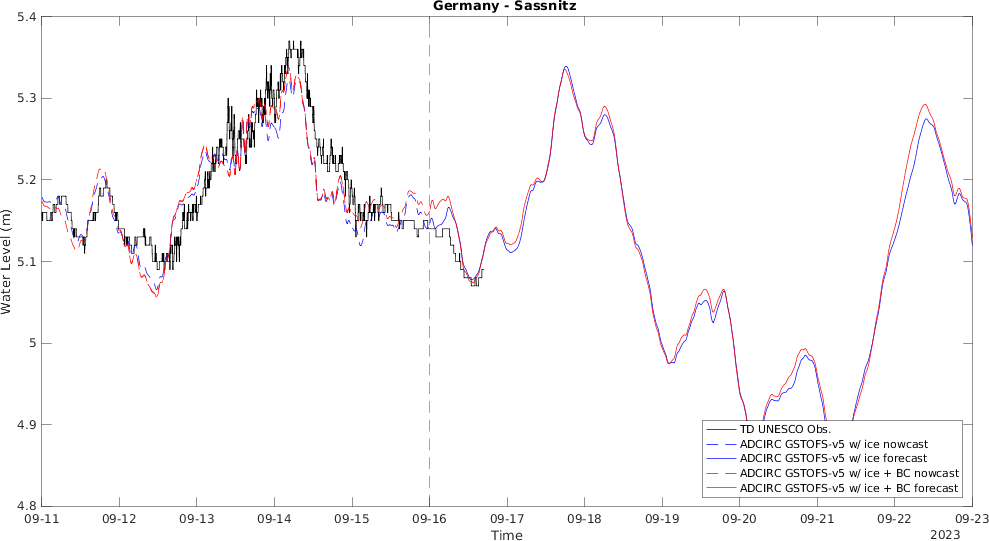 Germany - Sassnitz
5.4
5.3
5.2
5.1
5
4.9
4.8
Water Level (m)
TD UNESCO Obs.
ADCIRC GSTOFS-v5 w/ ice nowcast
ADCIRC GSTOFS-v5 w/ ice forecast
ADCIRC GSTOFS-v5 w/ ice + BC nowcast
ADCIRC GSTOFS-v5 w/ ice + BC forecast
09-11 09-12 09-13 09-14 09-15 09-16 09-17 09-18 09-19 09-20 09-21 09-22 09-23
Time
2023